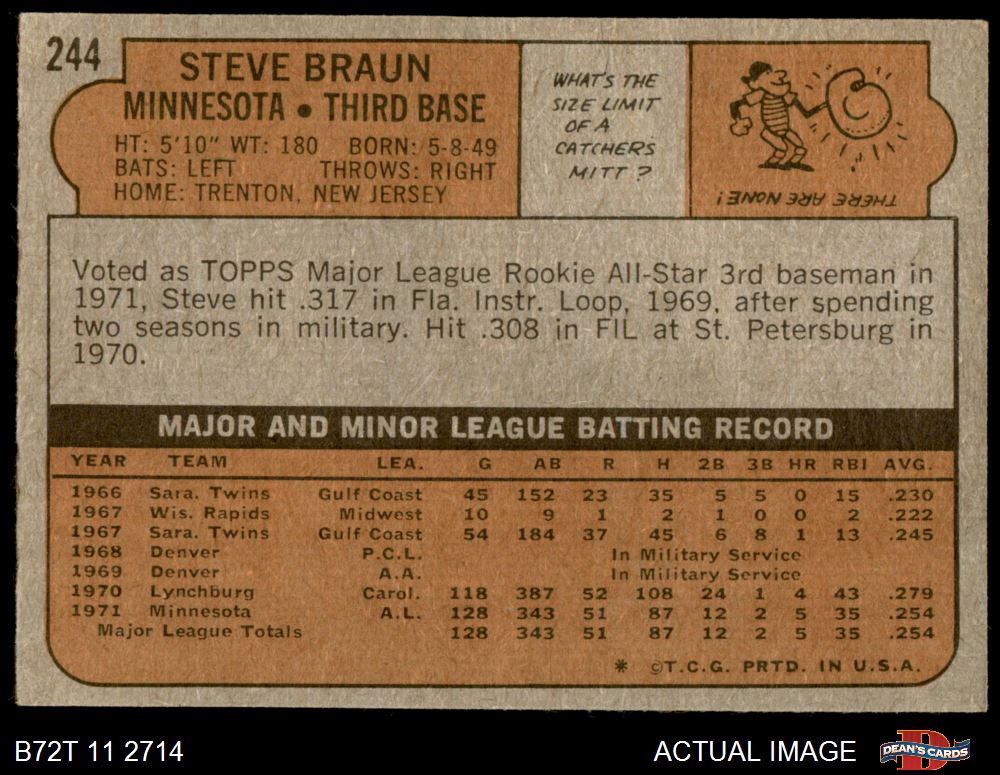 244
STEVE BRAUN
MINNESOTA • THIRD BASE
HT: 5'10" WT: 180 BORN: 5-8-49
BATS: LEFT THROWS: RIGHT
HOME: TRENTON, NEW JERSEY
WHAT'S THE
SIZE LIMIT
OF A
CATCHERS
MITT?
THERE ARE NONE!
Voted as TOPPS Major League Rookie All-Star 3rd baseman in
1971, Steve hit .317 in Fla. Instr. Loop, 1969, after spending
two seasons in military. Hit .308 in FIL at St. Petersburg in
1970.
MAJOR AND MINOR LEAGUE BATTING RECORD
YEAR TEAM LEA. G AB R H 2B 3B HR RBI AVG.
1966 Sara. Twins Gulf Coast 45 152 23 35 5 5 0 15 .230
1967 Wis. Rapids Midwest 10 9 1 2 1 0 0 2 .222
1967 Sara. Twins Gulf Coast 54 184 37 45 6 8 1 13 .245
1968 Denver P.C.L. In Military Service
1969 Denver A.A. In Military Service
1970 Lynchburg Carol. 118 387 52 108 24 1 4 43 .279
1971 Minnesota A.L. 128 343 51 87 12 2 5 35 .254
Major League Totals 128 343 51 87 12 2 5 35 .254
* ©T.C.G. PRTD. IN U.S.A.
B72T 11 2714
ACTUAL IMAGE
D
DEAN'S CARDS